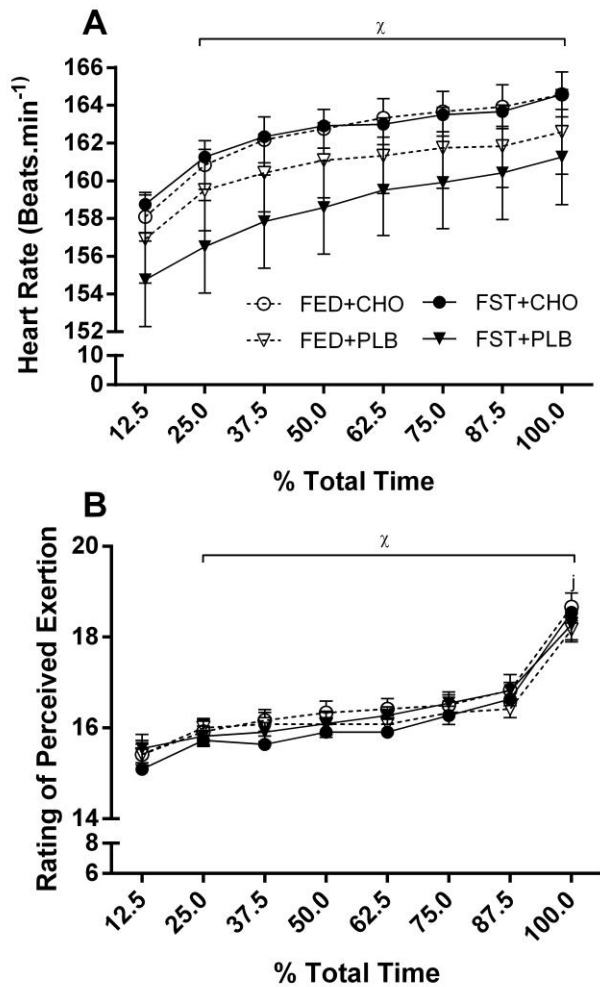 A
χ
Heart Rate (Beats.min-1)
166
164
162
160
158
156
154
152
10
0
FED+CHO FST+CHO
FED+PLB FST+PLB
12.5 25.0 37.5 50.0 62.5 75.0 87.5 100.0
% Total Time
B
χ
j
Rating of Perceived Exertion
20
18
16
14
8
6
12.5 25.0 37.5 50.0 62.5 75.0 87.5 100.0
% Total Time